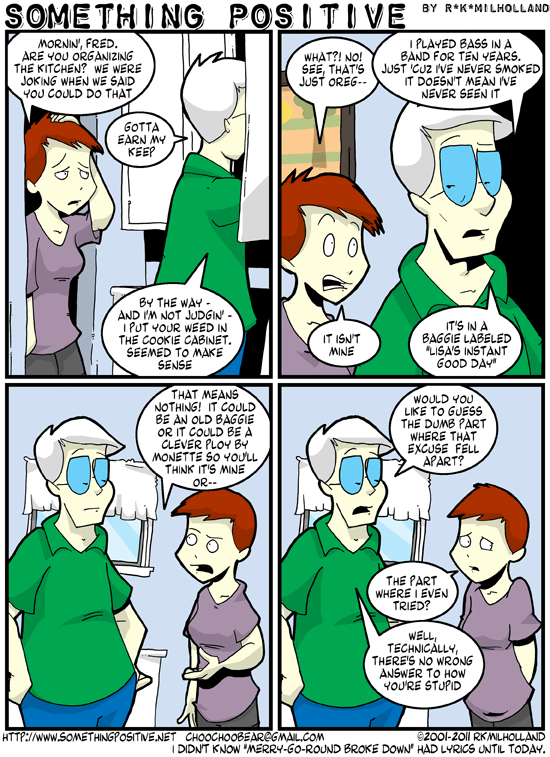 SOMETHING POSITIVE BY R*K*MILHOLLAND
MORNIN', FRED.
ARE YOU ORGANIZING
THE KITCHEN? WE WERE
JOKING WHEN WE SAID
YOU COULD DO THAT
GOTTA
EARN MY
KEEP
BY THE WAY -
AND I'M NOT JUDGIN' -
I PUT YOUR WEED IN
THE COOKIE CABINET.
SEEMED TO MAKE
SENSE
WHAT?! NO!
SEE, THAT'S
JUST OREG--
I PLAYED BASS IN A
BAND FOR TEN YEARS.
JUST 'CUZ I'VE NEVER SMOKED
IT DOESN'T MEAN I'VE
NEVER SEEN IT
IT ISN'T
MINE
IT'S IN A
BAGGIE LABELED
"LISA'S INSTANT
GOOD DAY"
THAT MEANS
NOTHING! IT COULD
BE AN OLD BAGGIE
OR IT COULD BE A
CLEVER PLOY BY
MONETTE SO YOU'LL
THINK IT'S MINE
OR--
WOULD YOU
LIKE TO GUESS
THE DUMB PART
WHERE THAT
EXCUSE FELL
APART?
THE PART
WHERE I EVEN
TRIED?
WELL,
TECHNICALLY,
THERE'S NO WRONG
ANSWER TO HOW
YOU'RE STUPID
HTTP://WWW.SOMETHINGPOSITIVE.NET CHOOCHOOBEAR@GMAIL.COM ©2001-2011 RKMILHOLLAND
I DIDN'T KNOW "MERRY-GO-ROUND BROKE DOWN" HAD LYRICS UNTIL TODAY.